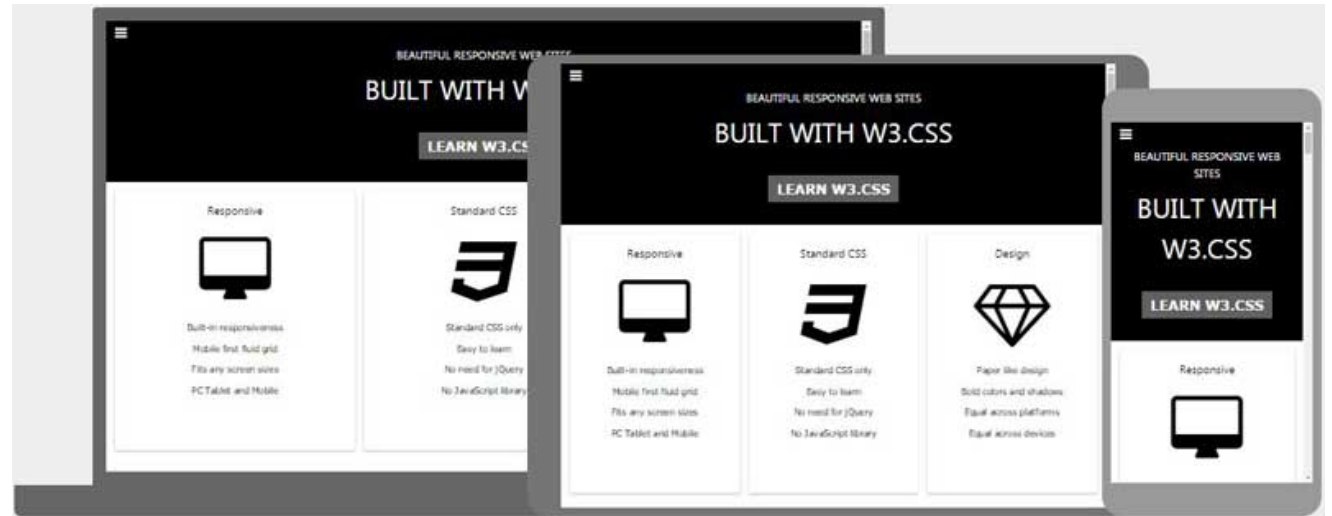 BEAUTIFUL RESPONSIVE WEB SITES
BUILT WITH W
LEARN W3.CS
Responsive
Built-in responsiveness
Mobile first fluid grid
Fits any screen sizes
PC Tablet and Mobile
Standard CSS
Standard CSS only
Easy to learn
No need for jQuery
No JavaScript library
BEAUTIFUL RESPONSIVE WEB SITES
BUILT WITH W3.CSS
LEARN W3.CSS
Responsive
Built-in responsiveness
Mobile first fluid grid
Fits any screen sizes
PC Tablet and Mobile
Standard CSS
Standard CSS only
Easy to learn
No need for jQuery
No JavaScript library
Design
Paper like design
Bold colors and shadows
Equal across platforms
Equal across devices
BEAUTIFUL RESPONSIVE WEB
SITES
BUILT WITH
W3.CSS
LEARN W3.CSS
Responsive